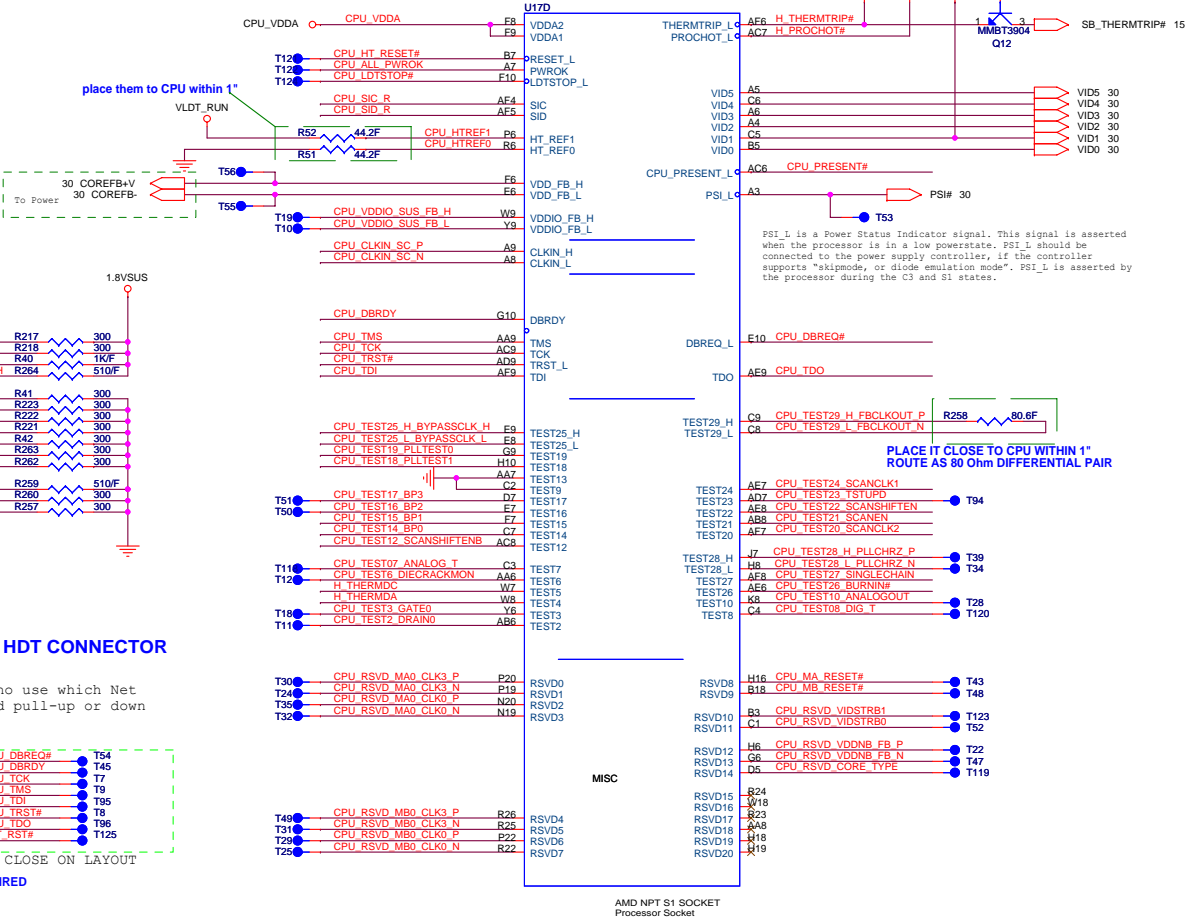 U17D
CPU_VDDA CPU_VDDA F8 VDDA2
F9 VDDA1
THERMTRIP_L AF6 H_THERMTRIP# 1 3 SB_THERMTRIP# 15
PROCHOT_L AC7 H_PROCHOT# MMBT3904
Q12
T12 CPU_HT_RESET# B7 RESET_L
T12 CPU_ALL_PWROK A7 PWROK
T12 CPU_LDTSTOP# F10 LDTSTOP_L
place them to CPU within 1"
CPU_SIC_R AF4 SIC
CPU_SID_R AF5 SID
VLDT_RUN
R52 44.2F CPU_HTREF1 P6 HT_REF1
R51 44.2F CPU_HTREF0 R6 HT_REF0
VID5 A5 VID5 30
VID4 C6 VID4 30
VID3 A6 VID3 30
VID2 A4 VID2 30
VID1 C5 VID1 30
VID0 B5 VID0 30
CPU_PRESENT_L AC6 CPU_PRESENT#
PSI_L A3 PSI# 30
T53
T56
To Power
30 COREFB+V F6 VDD_FB_H
30 COREFB- E6 VDD_FB_L
T55
T19 CPU_VDDIO_SUS_FB_H W9 VDDIO_FB_H
T10 CPU_VDDIO_SUS_FB_L Y9 VDDIO_FB_L
PSI_L is a Power Status Indicator signal. This signal is asserted
when the processor is in a low powerstate. PSI_L should be
connected to the power supply controller, if the controller
supports “skipmode, or diode emulation mode”. PSI_L is asserted by
the processor during the C3 and S1 states.
CPU_CLKIN_SC_P A9 CLKIN_H
CPU_CLKIN_SC_N A8 CLKIN_L
1.8VSUS
CPU_DBRDY G10 DBRDY
R217 300
R218 300
R40 1K/F
R264 510/F
CPU_TMS AA9 TMS
CPU_TCK AC9 TCK
CPU_TRST# AD9 TRST_L
CPU_TDI AF9 TDI
DBREQ_L E10 CPU_DBREQ#
TDO AE9 CPU_TDO
R41 300
R223 300
R222 300
R221 300
R42 300
R263 300
R262 300
R259 510/F
R260 300
R257 300
TEST29_H C9 CPU_TEST29_H_FBCLKOUT_P R258 80.6F
TEST29_L C8 CPU_TEST29_L_FBCLKOUT_N
PLACE IT CLOSE TO CPU WITHIN 1"
ROUTE AS 80 Ohm DIFFERENTIAL PAIR
CPU_TEST25_H_BYPASSCLK_H E9 TEST25_H
CPU_TEST25_L_BYPASSCLK_L E8 TEST25_L
CPU_TEST19_PLLTEST0 G9 TEST19
CPU_TEST18_PLLTEST1 H10 TEST18
AA7 TEST13
C2 TEST9
T51 CPU_TEST17_BP3 D7 TEST17
T50 CPU_TEST16_BP2 E7 TEST16
CPU_TEST15_BP1 F7 TEST15
CPU_TEST14_BP0 C7 TEST14
CPU_TEST12_SCANSHIFTENB AC8 TEST12
TEST24 AE7 CPU_TEST24_SCANCLK1
TEST23 AD7 CPU_TEST23_TSTUPD T94
TEST22 AE8 CPU_TEST22_SCANSHIFTEN
TEST21 AB8 CPU_TEST21_SCANEN
TEST20 AF7 CPU_TEST20_SCANCLK2
T11 CPU_TEST07_ANALOG_T C3 TEST7
T12 CPU_TEST6_DIECRACKMON AA6 TEST6
H_THERMDC W7 TEST5
H_THERMDA W8 TEST4
T18 CPU_TEST3_GATE0 Y6 TEST3
T11 CPU_TEST2_DRAIN0 AB6 TEST2
TEST28_H J7 CPU_TEST28_H_PLLCHRZ_P T39
TEST28_L H8 CPU_TEST28_L_PLLCHRZ_N T34
TEST27 AF8 CPU_TEST27_SINGLECHAIN
TEST26 AE6 CPU_TEST26_BURNIN#
TEST10 K8 CPU_TEST10_ANALOGOUT T28
TEST8 C4 CPU_TEST08_DIG_T T120
HDT CONNECTOR
no use which Net
pull-up or down
T30 CPU_RSVD_MA0_CLK3_P P20 RSVD0
T24 CPU_RSVD_MA0_CLK3_N P19 RSVD1
T35 CPU_RSVD_MA0_CLK0_P N20 RSVD2
T32 CPU_RSVD_MA0_CLK0_N N19 RSVD3
RSVD8 H16 CPU_MA_RESET# T43
RSVD9 B18 CPU_MB_RESET# T48
RSVD10 B3 CPU_RSVD_VIDSTRB1 T123
RSVD11 C1 CPU_RSVD_VIDSTRB0 T52
RSVD12 H6 CPU_RSVD_VDDNB_FB_P T22
RSVD13 G6 CPU_RSVD_VDDNB_FB_N T47
RSVD14 D5 CPU_RSVD_CORE_TYPE T119
U_DBREQ# T54
U_DBRDY T45
U_TCK T7
U_TMS T9
U_TDI T95
U_TRST# T8
U_TDO T96
T_RST# T125
CLOSE ON LAYOUT
IRED
MISC
RSVD15 R24
RSVD16 W18
RSVD17 R23
RSVD18 AA8
RSVD19 H18
RSVD20 H19
T49 CPU_RSVD_MB0_CLK3_P R26 RSVD4
T31 CPU_RSVD_MB0_CLK3_N R25 RSVD5
T29 CPU_RSVD_MB0_CLK0_P P22 RSVD6
T25 CPU_RSVD_MB0_CLK0_N R22 RSVD7
AMD NPT S1 SOCKET
Processor Socket